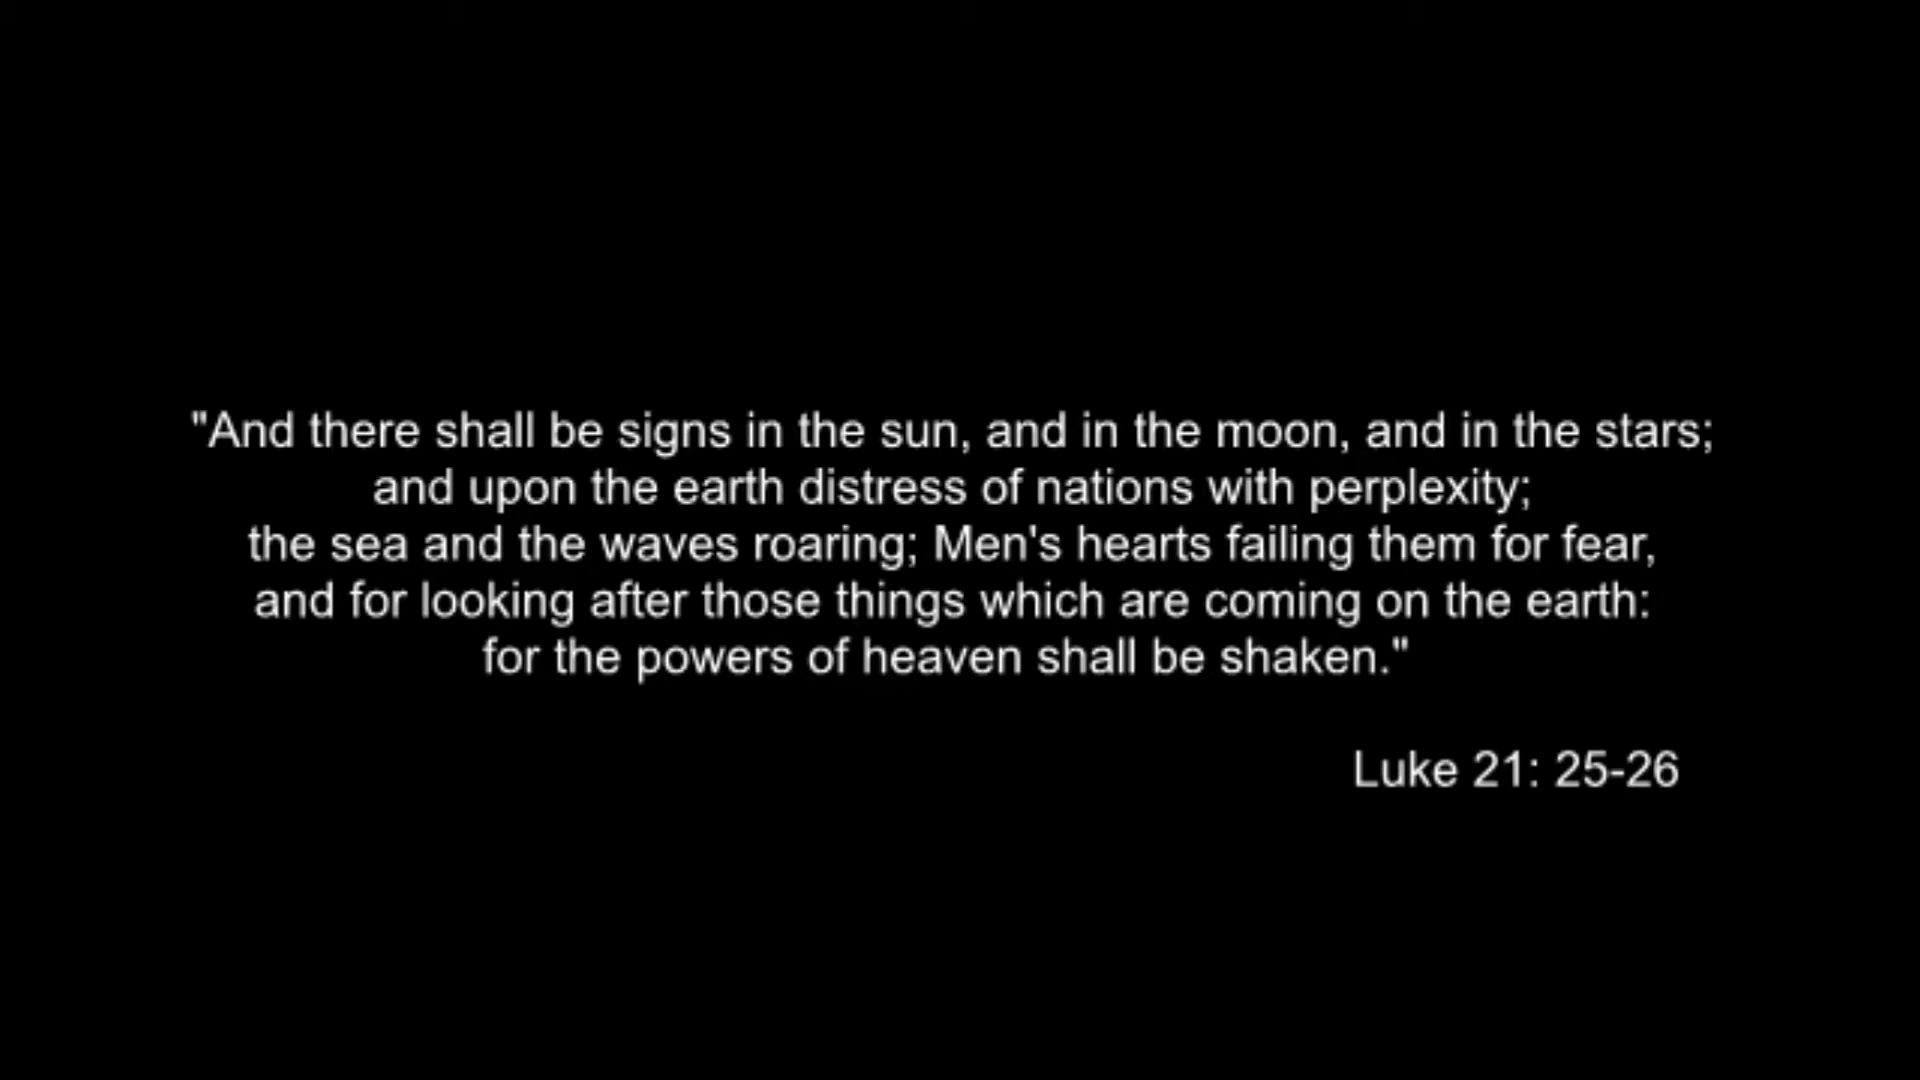 "And there shall be signs in the sun, and in the moon, and in the stars;
and upon the earth distress of nations with perplexity;
the sea and the waves roaring; Men's hearts failing them for fear,
and for looking after those things which are coming on the earth:
for the powers of heaven shall be shaken."
Luke 21: 25-26